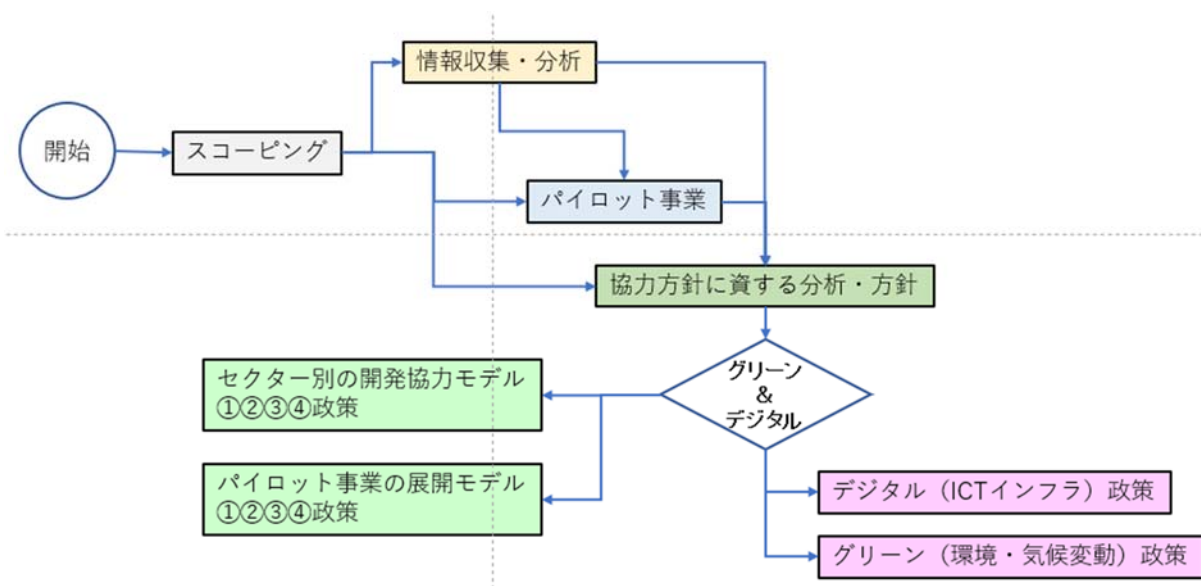 情報収集・分析
開始
スコーピング
パイロット事業
協力方針に資する分析・方針
グリーン
&
デジタル
セクター別の開発協力モデル
①②③④政策
パイロット事業の展開モデル
①②③④政策
デジタル（ICTインフラ）政策
グリーン（環境・気候変動）政策